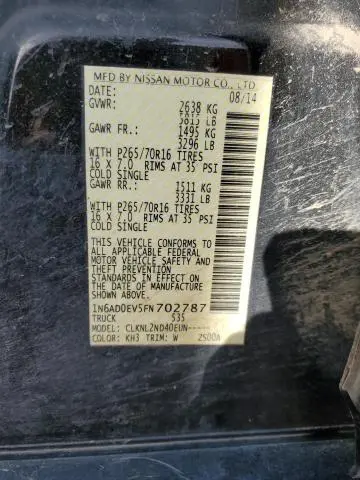 MFD BY NISSAN MOTOR CO., LTD.
DATE: 08/14
GVWR: 2638 KG
5815 LB
GAWR FR.: 1495 KG
3296 LB
WITH P265/70R16 TIRES
16 X 7.0 RIMS AT 35 PSI
COLD SINGLE
GAWR RR.: 1511 KG
3331 LB
WITH P265/70R16 TIRES
16 X 7.0 RIMS AT 35 PSI
COLD SINGLE
THIS VEHICLE CONFORMS TO
ALL APPLICABLE FEDERAL
MOTOR VEHICLE SAFETY
STANDARDS IN EFFECT ON
THE DATE OF MANUFACTURE
SHOWN ABOVE.
1N6AD0EV5FN702787
TRUCK 535
MODEL: CLKNL2ND40EUN-----
COLOR: KH3 TRIM: W 2500A